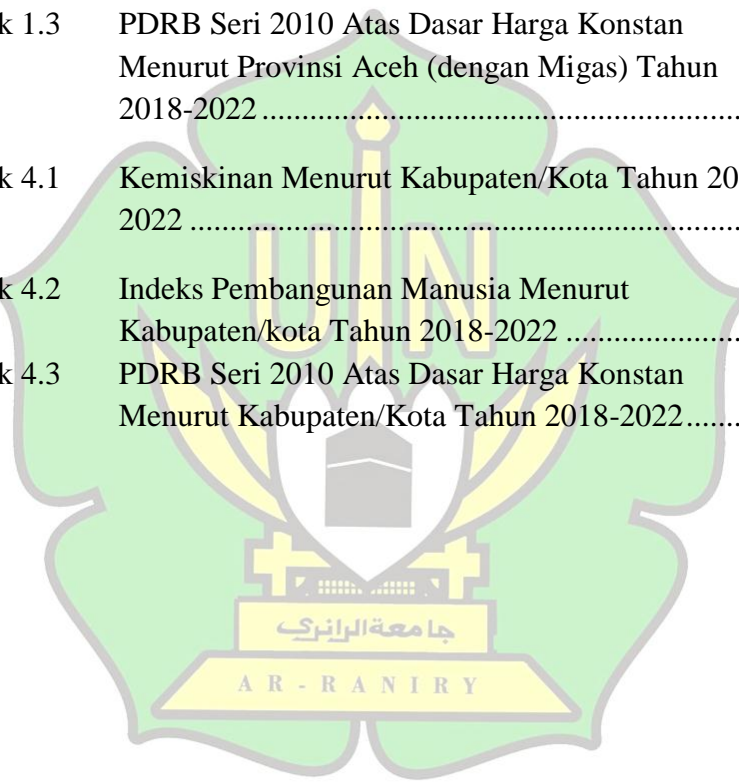 k 1.3 PDRB Seri 2010 Atas Dasar Harga Konstan
Menurut Provinsi Aceh (dengan Migas) Tahun
2018-2022 ............................................................
k 4.1 Kemiskinan Menurut Kabupaten/Kota Tahun 20
2022 ......................................................................
k 4.2 Indeks Pembangunan Manusia Menurut
Kabupaten/kota Tahun 2018-2022 ......................
k 4.3 PDRB Seri 2010 Atas Dasar Harga Konstan
Menurut Kabupaten/Kota Tahun 2018-2022.......
UIN
جامعة الرانري
AR-RANIRY